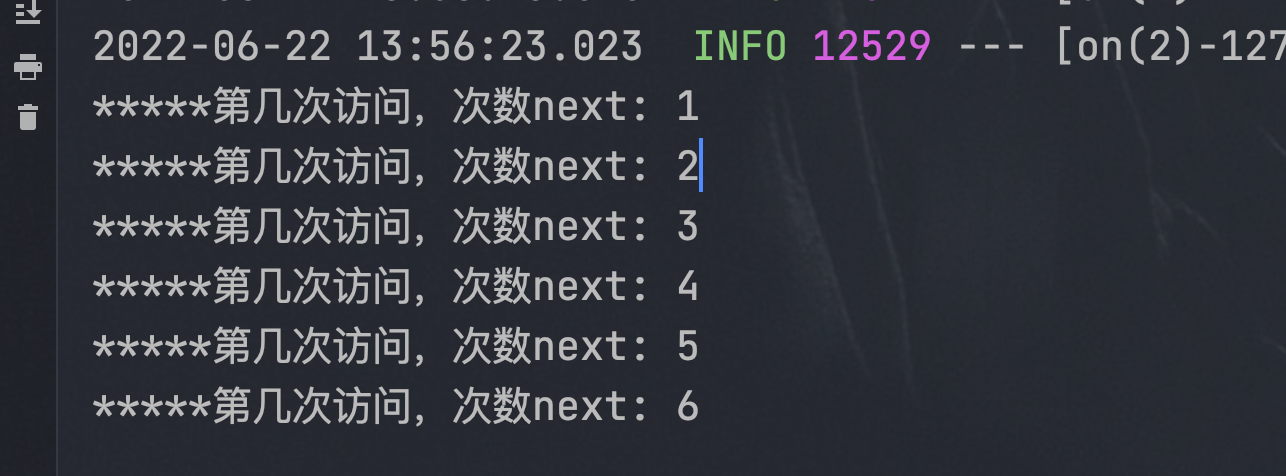 2022-06-22 13:56:23.023  INFO 12529 --- [on(2)-127
*****第几次访问，次数next: 1
*****第几次访问，次数next: 2
*****第几次访问，次数next: 3
*****第几次访问，次数next: 4
*****第几次访问，次数next: 5
*****第几次访问，次数next: 6